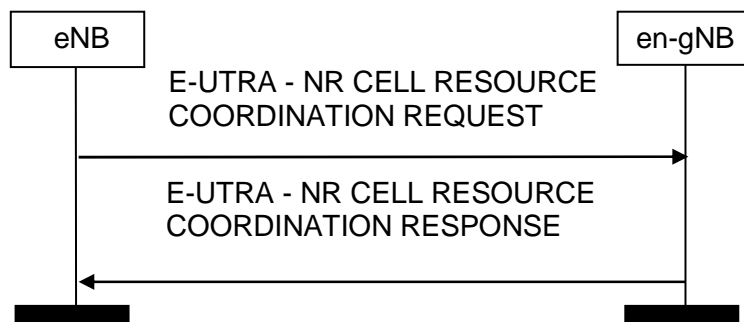 eNB
en-gNB
E-UTRA - NR CELL RESOURCE
COORDINATION REQUEST
E-UTRA - NR CELL RESOURCE
COORDINATION RESPONSE